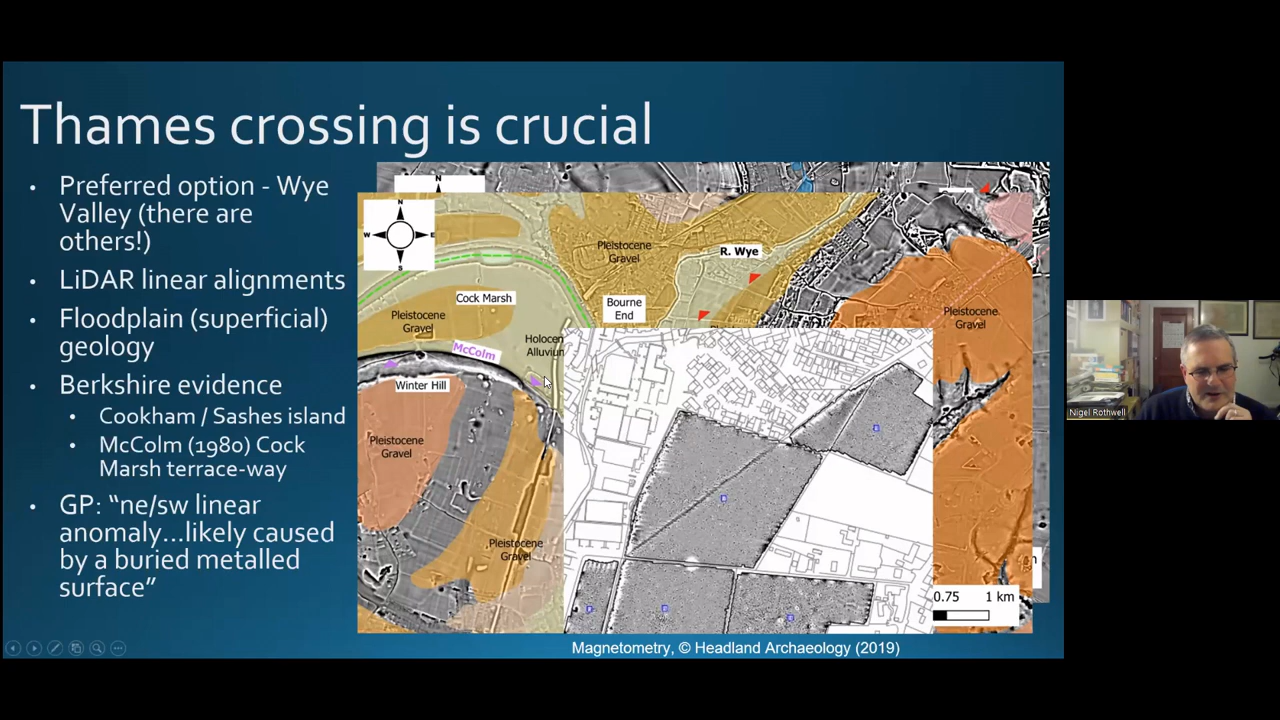 Thames crossing is crucial
• Preferred option - Wye
Valley (there are
others!)
• LiDAR linear alignments
• Floodplain (superficial)
geology
• Berkshire evidence
• Cookham / Sashes island
• McColm (1980) Cock
Marsh terrace-way
• GP: “ne/sw linear
anomaly...likely caused
by a buried metalled
surface”
N
N
W
E
S
Pleistocene
Gravel
R. Wye
Cock Marsh
Bourne
End
Pleistocene
Gravel
Pleistocene
Gravel
Holocen
Alluviun
McColm
Winter Hill
Pleistocene
Gravel
Pleistocene
Gravel
0.75 1 km
Magnetometry, © Headland Archaeology (2019)
Nigel Rothwell